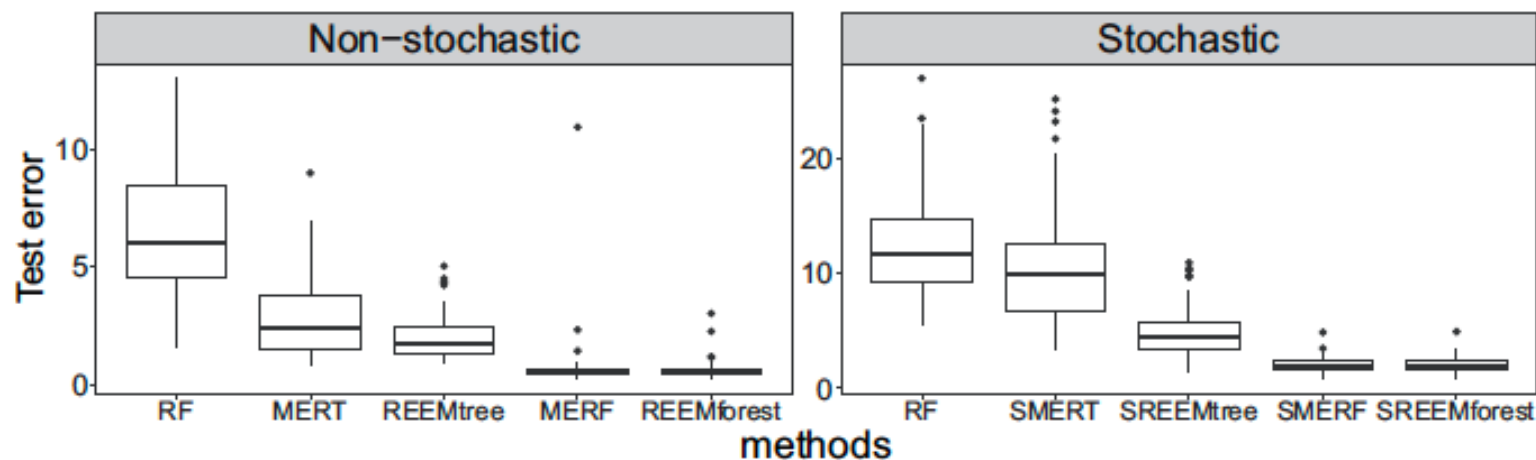 Non−stochastic
Stochastic
Test error
10
5
0
20
10
0
RF MERT REEMtree MERF REEMforest
RF SMERT SREEMtree SMERF SREEMforest
methods